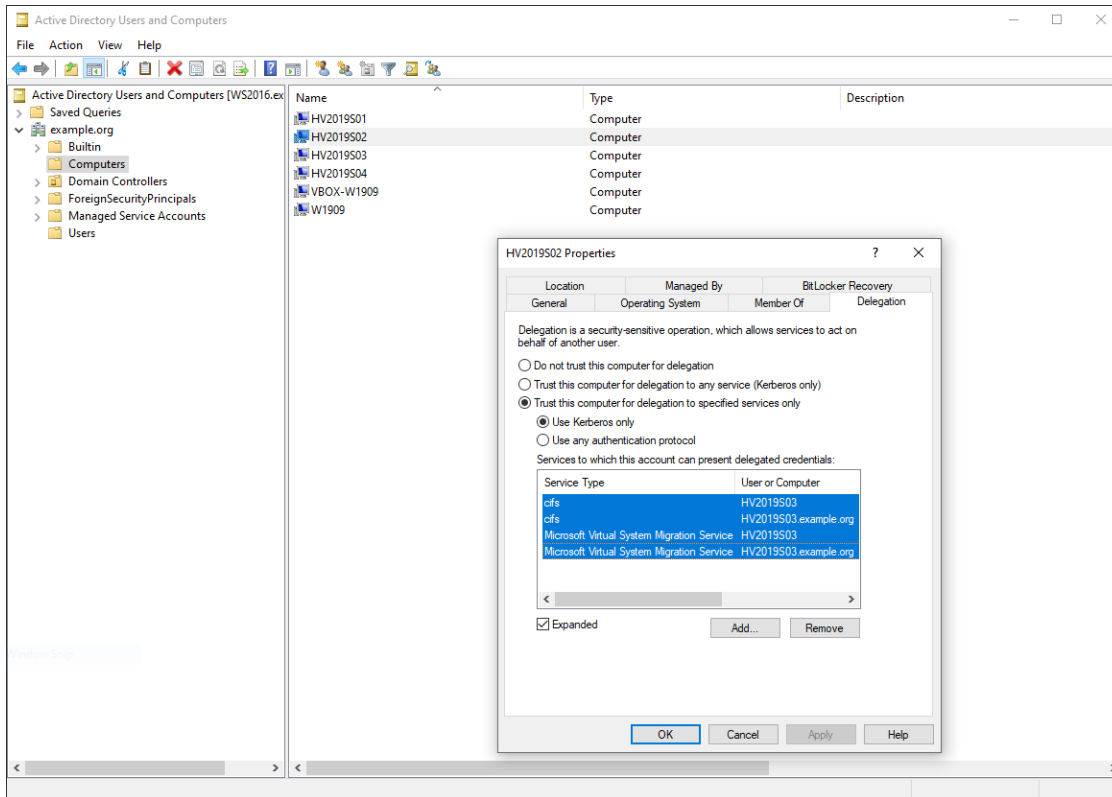 Active Directory Users and Computers
File Action View Help
Active Directory Users and Computers [WS2016.ex
Saved Queries
example.org
Builtin
Computers
Domain Controllers
ForeignSecurityPrincipals
Managed Service Accounts
Users
Name Type Description
HV2019S01 Computer
HV2019S02 Computer
HV2019S03 Computer
HV2019S04 Computer
VBOX-W1909 Computer
W1909 Computer
HV2019S02 Properties ?
Location Managed By BitLocker Recovery
General Operating System Member Of Delegation
Delegation is a security-sensitive operation, which allows services to act on
behalf of another user.
Do not trust this computer for delegation
Trust this computer for delegation to any service (Kerberos only)
Trust this computer for delegation to specified services only
Use Kerberos only
Use any authentication protocol
Services to which this account can present delegated credentials:
Service Type User or Computer
cifs HV2019S03
cifs HV2019S03.example.org
Microsoft Virtual System Migration Service HV2019S03
Microsoft Virtual System Migration Service HV2019S03.example.org
Expanded Add... Remove
OK Cancel Apply Help